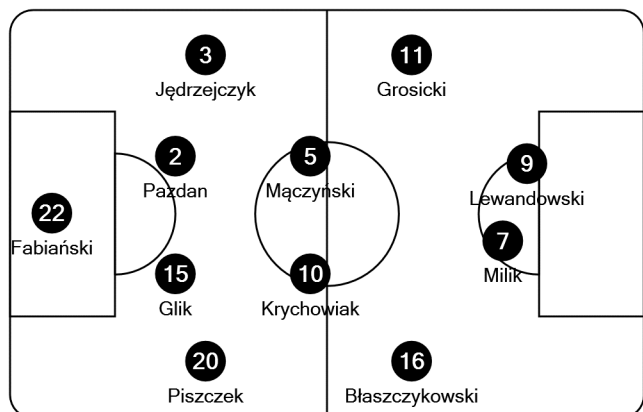 3
Jędrzejczyk
11
Grosicki
2
Pazdan
5
Mączyński
9
Lewandowski
22
Fabiański
7
Milik
15
Glik
10
Krychowiak
20
Piszczek
16
Błaszczykowski